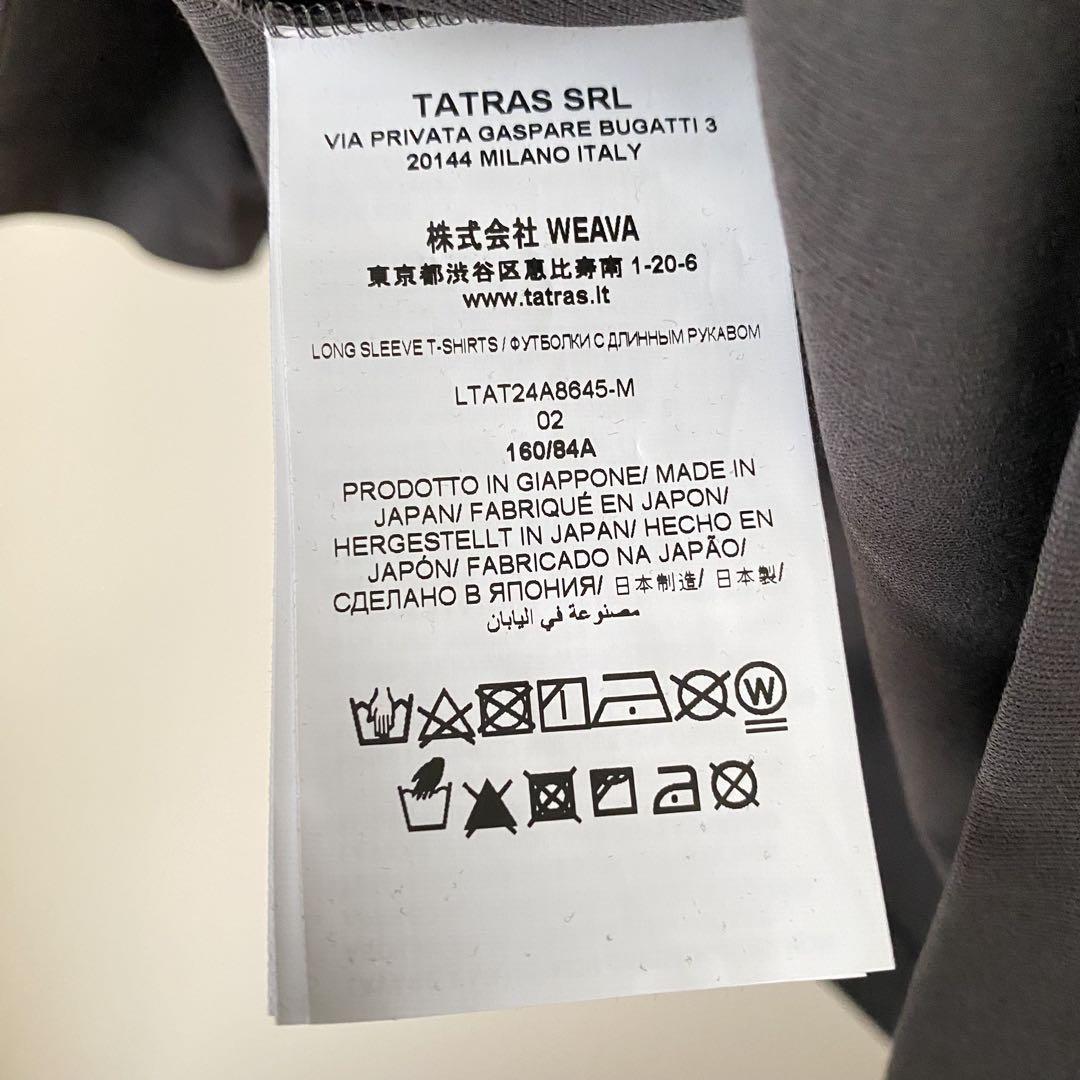 TATRAS SRL
VIA PRIVATA GASPARE BUGATTI 3
20144 MILANO ITALY
株式会社 WEAVA
東京都渋谷区恵比寿南 1-20-6
www.tatras.it
LONG SLEEVE T-SHIRTS / ФУТБОЛКИ С ДЛИННЫМ РУКАВОМ
LTAT24A8645-M
02
160/84A
PRODOTTO IN GIAPPONE/ MADE IN
JAPAN/ FABRIQUÉ EN JAPON/
HERGESTELLT IN JAPAN/ HECHO EN
JAPÓN/ FABRICADO NA JAPÃO/
СДЕЛАНО В ЯПОНИЯ/ 日本制造/ 日本製/
مصنوعة في اليابان
W